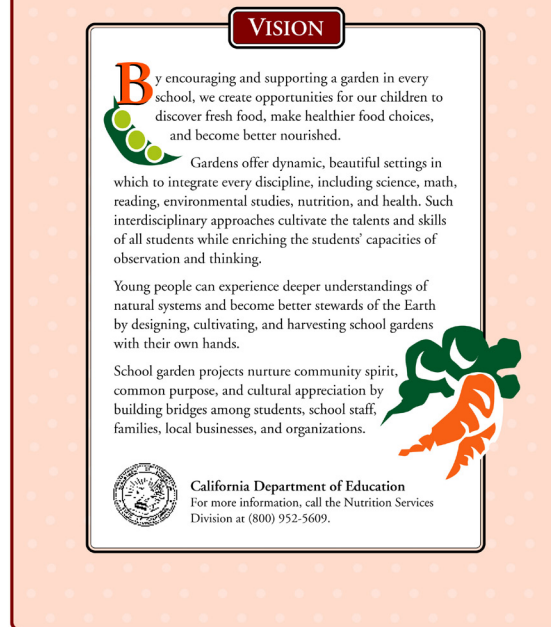 VISION
By encouraging and supporting a garden in every
school, we create opportunities for our children to
discover fresh food, make healthier food choices,
and become better nourished.
Gardens offer dynamic, beautiful settings in
which to integrate every discipline, including science, math,
reading, environmental studies, nutrition, and health. Such
interdisciplinary approaches cultivate the talents and skills
of all students while enriching the students’ capacities of
observation and thinking.
Young people can experience deeper understandings of
natural systems and become better stewards of the Earth
by designing, cultivating, and harvesting school gardens
with their own hands.
School garden projects nurture community spirit,
common purpose, and cultural appreciation by
building bridges among students, school staff,
families, local businesses, and organizations.
California Department of Education
For more information, call the Nutrition Services
Division at (800) 952-5609.